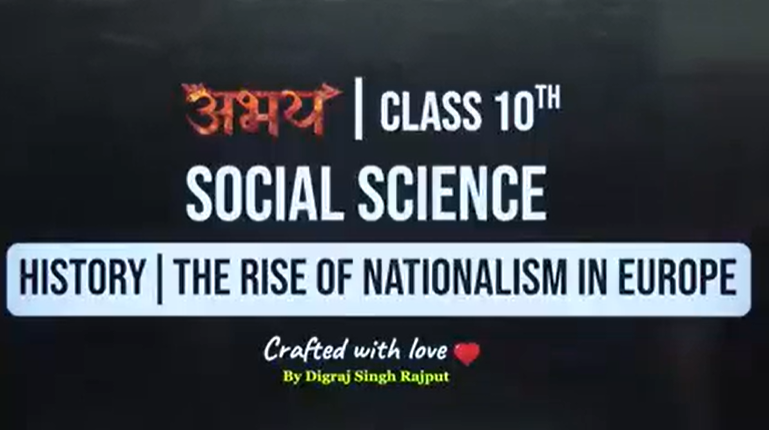 अभय | CLASS 10TH
SOCIAL SCIENCE
HISTORY | THE RISE OF NATIONALISM IN EUROPE
Crafted with love
By Digraj Singh Rajput